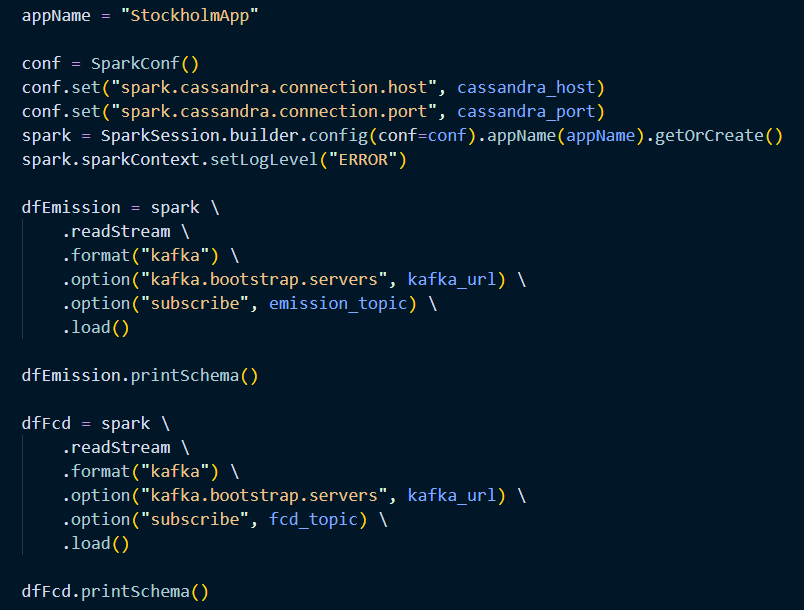 appName = "StockholmApp"
conf = SparkConf()
conf.set("spark.cassandra.connection.host", cassandra_host)
conf.set("spark.cassandra.connection.port", cassandra_port)
spark = SparkSession.builder.config(conf=conf).appName(appName).getOrCreate()
spark.sparkContext.setLogLevel("ERROR")
dfEmission = spark \
    .readStream \
    .format("kafka") \
    .option("kafka.bootstrap.servers", kafka_url) \
    .option("subscribe", emission_topic) \
    .load()
dfEmission.printSchema()
dfFcd = spark \
    .readStream \
    .format("kafka") \
    .option("kafka.bootstrap.servers", kafka_url) \
    .option("subscribe", fcd_topic) \
    .load()
dfFcd.printSchema()